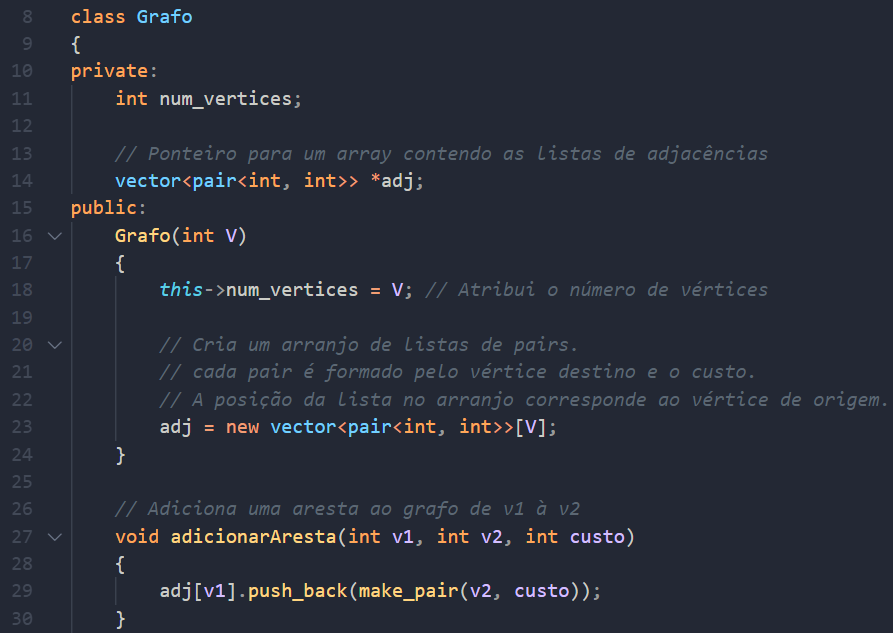 8 class Grafo
9 {
10 private:
11     int num_vertices;
12
13     // Ponteiro para um array contendo as listas de adjacências
14     vector<pair<int, int>> *adj;
15 public:
16     Grafo(int V)
17     {
18         this->num_vertices = V; // Atribui o número de vértices
19
20         // Cria um arranjo de listas de pairs.
21         // cada pair é formado pelo vértice destino e o custo.
22         // A posição da lista no arranjo corresponde ao vértice de origem.
23         adj = new vector<pair<int, int>>[V];
24     }
25
26     // Adiciona uma aresta ao grafo de v1 à v2
27     void adicionarAresta(int v1, int v2, int custo)
28     {
29         adj[v1].push_back(make_pair(v2, custo));
30     }